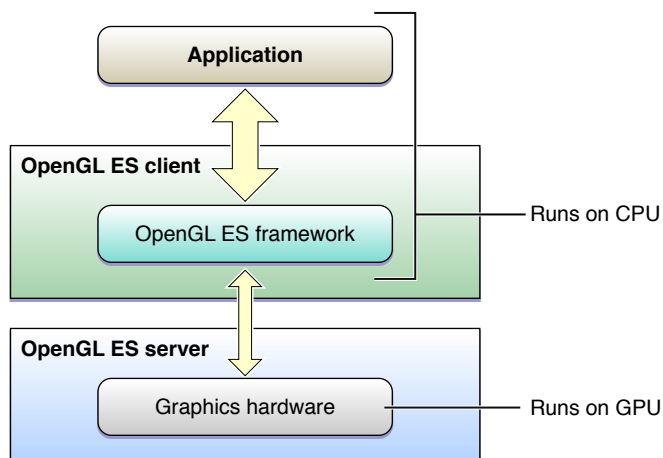 Application
OpenGL ES client
OpenGL ES framework
Runs on CPU
OpenGL ES server
Graphics hardware
Runs on GPU